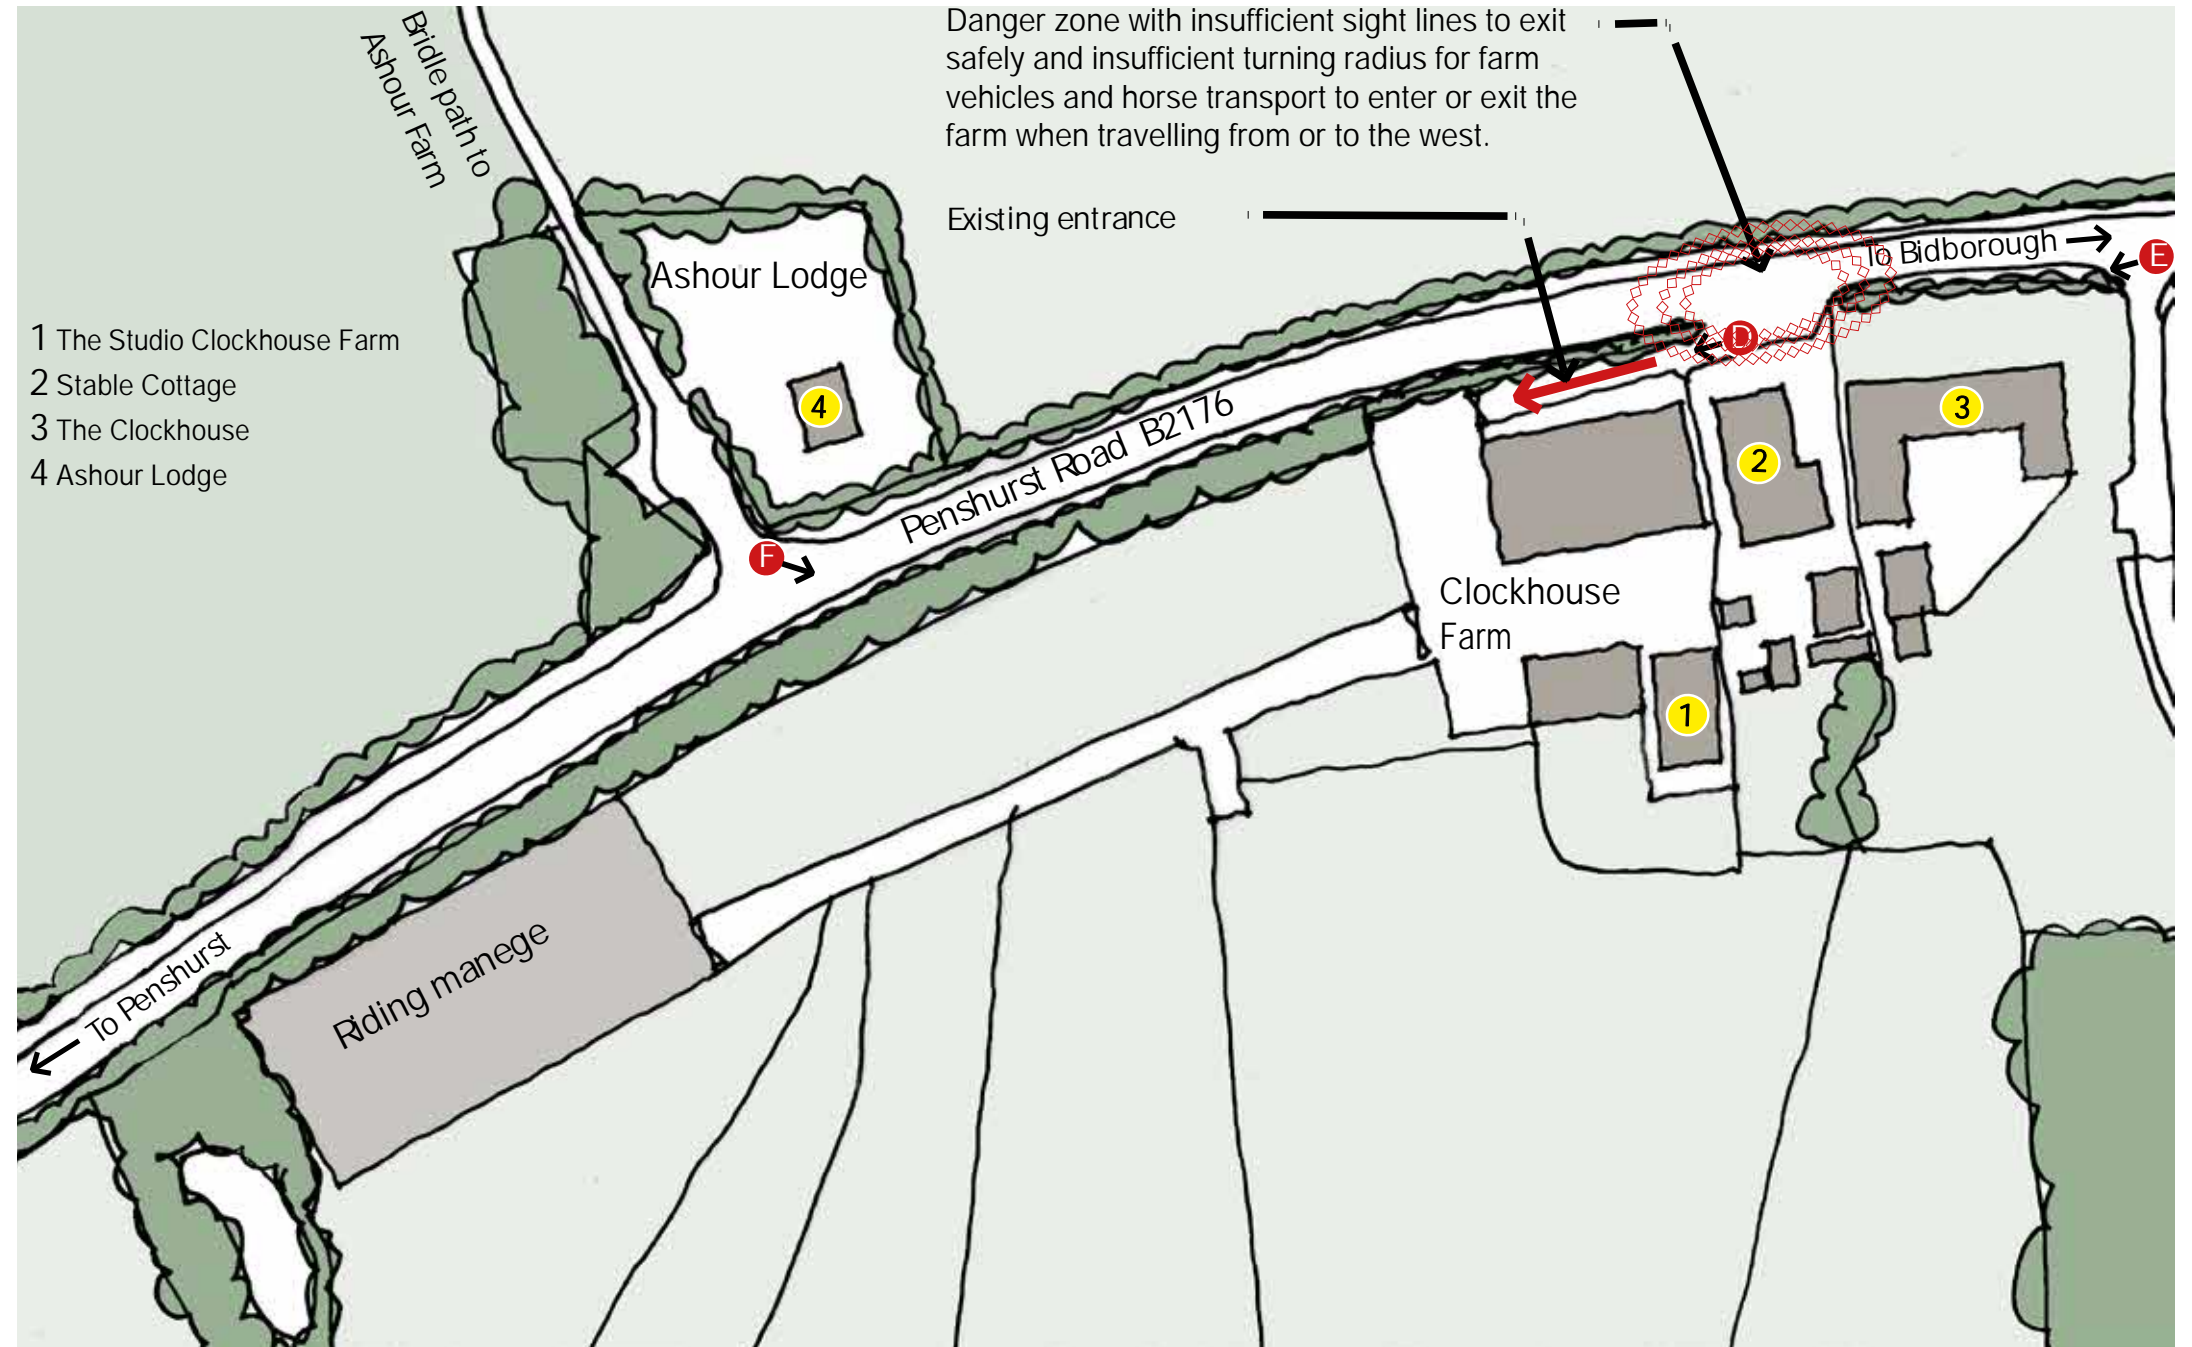 Danger zone with insufficient sight lines to exit
safely and insufficient turning radius for farm
vehicles and horse transport to enter or exit the
farm when travelling from or to the west.
Bridle path to
Ashour Farm
Existing entrance
To Bidborough
E
Ashour Lodge
D
1 The Studio Clockhouse Farm
2 Stable Cottage
3 The Clockhouse
4 Ashour Lodge
4
3
2
Penshurst Road B2176
F
Clockhouse
Farm
1
Riding manege
To Penshurst